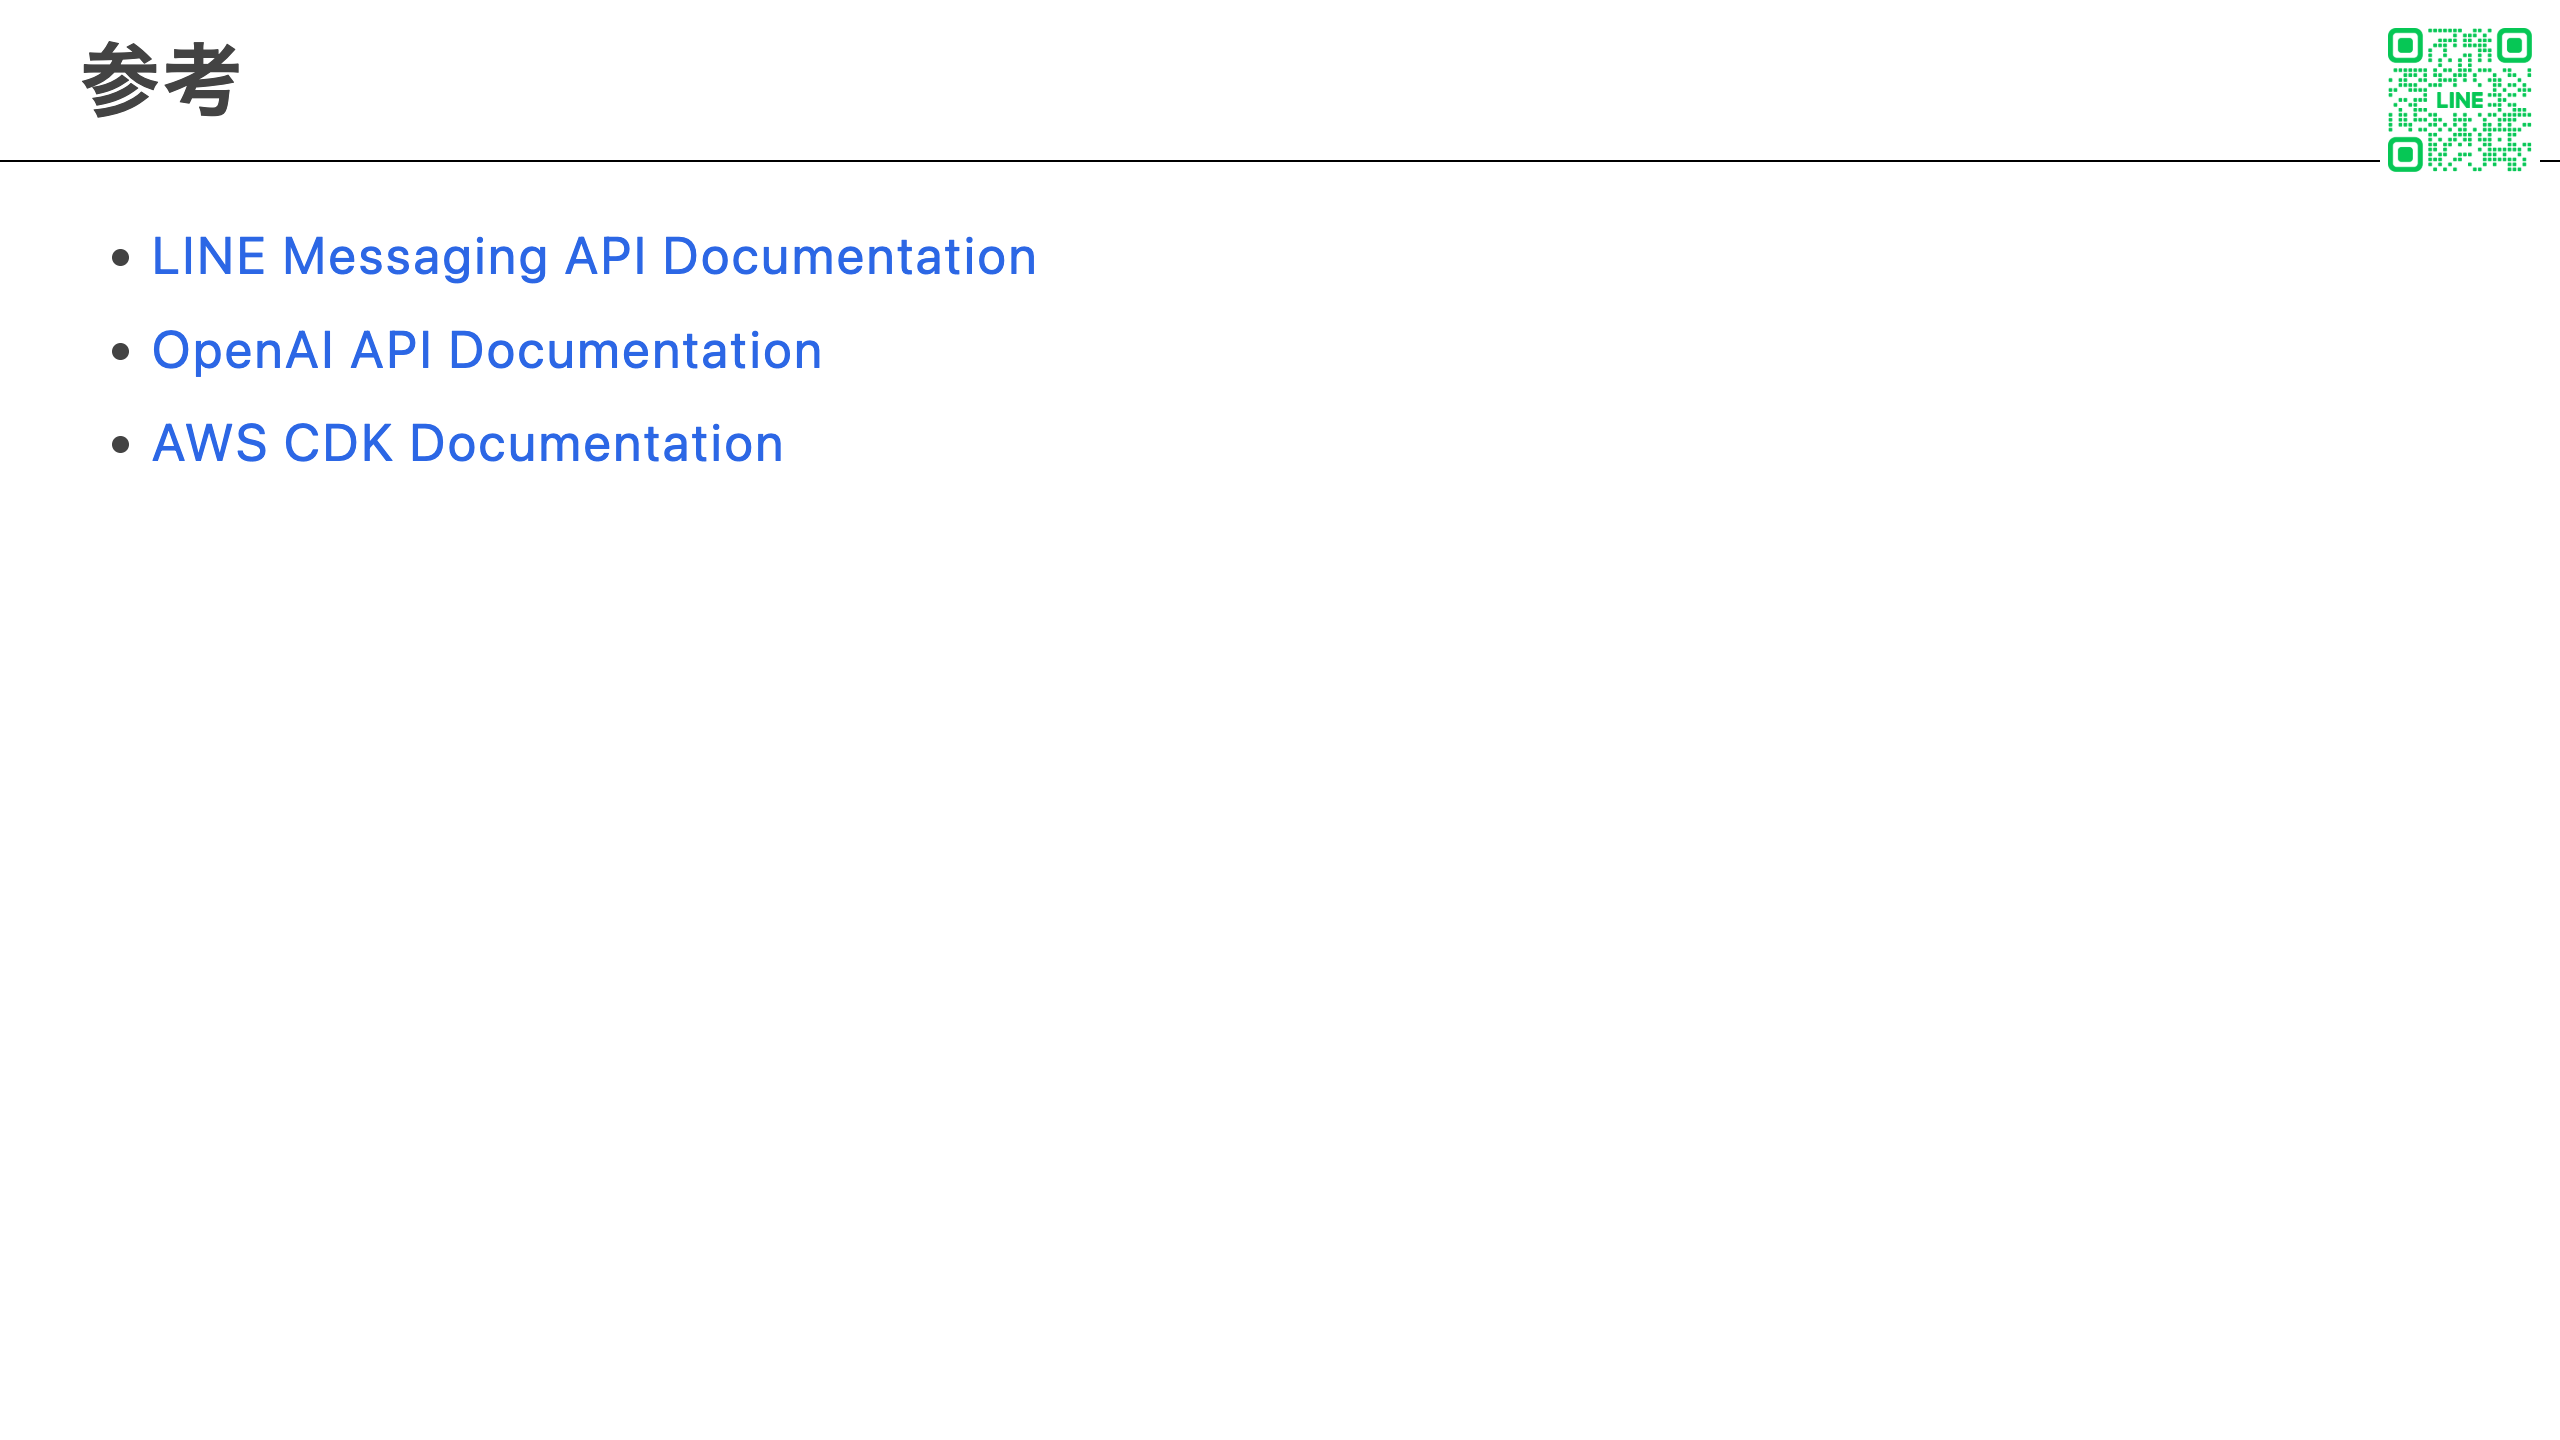 参考
LINE
LINE Messaging API Documentation
OpenAI API Documentation
AWS CDK Documentation